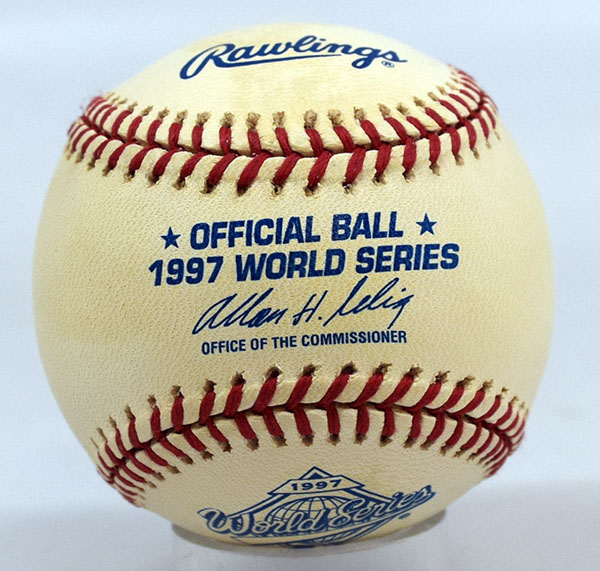 Rawlings®
★ OFFICIAL BALL ★
1997 WORLD SERIES
Allan H. Selig
OFFICE OF THE COMMISSIONER
1997
World Series